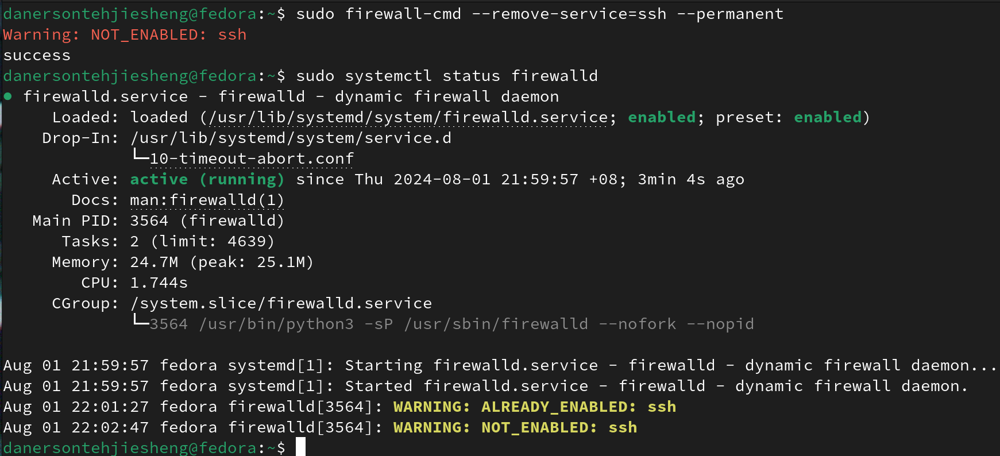 danersontehjiesheng@fedora:~$ sudo firewall-cmd --remove-service=ssh --permanent
Warning: NOT_ENABLED: ssh
success
danersontehjiesheng@fedora:~$ sudo systemctl status firewalld
● firewalld.service - firewalld - dynamic firewall daemon
     Loaded: loaded (/usr/lib/systemd/system/firewalld.service; enabled; preset: enabled)
    Drop-In: /usr/lib/systemd/system/service.d
             └─10-timeout-abort.conf
     Active: active (running) since Thu 2024-08-01 21:59:57 +08; 3min 4s ago
       Docs: man:firewalld(1)
   Main PID: 3564 (firewalld)
      Tasks: 2 (limit: 4639)
     Memory: 24.7M (peak: 25.1M)
        CPU: 1.744s
     CGroup: /system.slice/firewalld.service
             └─3564 /usr/bin/python3 -sP /usr/sbin/firewalld --nofork --nopid

Aug 01 21:59:57 fedora systemd[1]: Starting firewalld.service - firewalld - dynamic firewall daemon...
Aug 01 21:59:57 fedora systemd[1]: Started firewalld.service - firewalld - dynamic firewall daemon.
Aug 01 22:01:27 fedora firewalld[3564]: WARNING: ALREADY_ENABLED: ssh
Aug 01 22:02:47 fedora firewalld[3564]: WARNING: NOT_ENABLED: ssh
danersontehjiesheng@fedora:~$